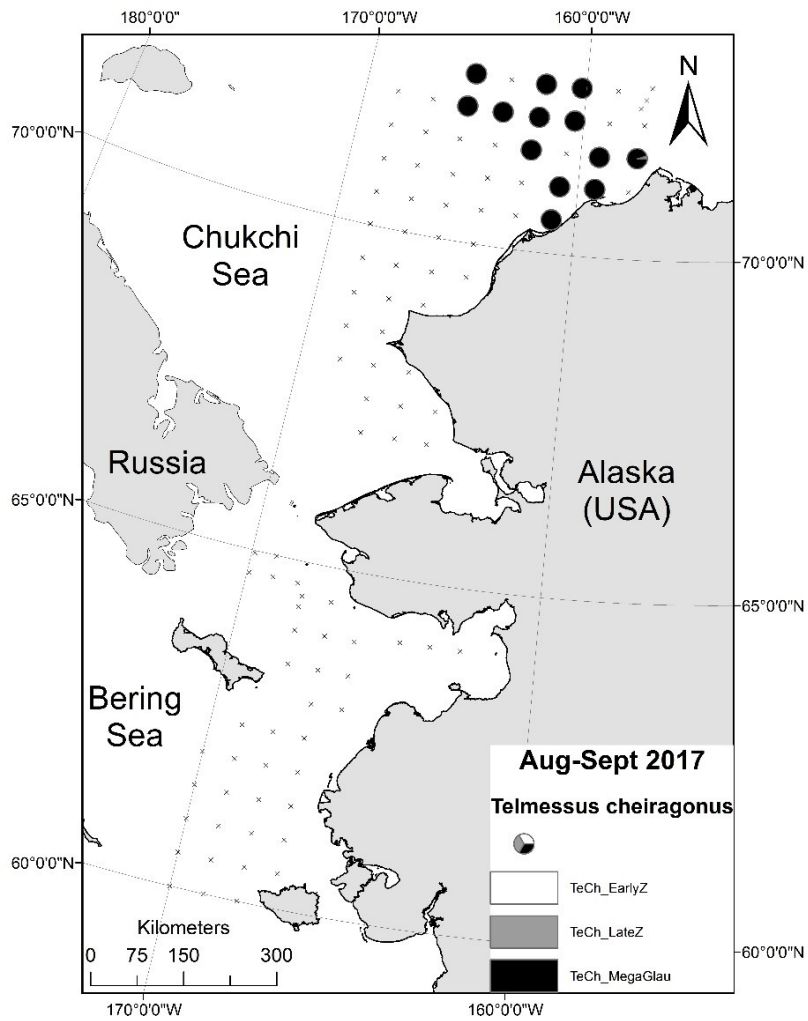 180°0'0"
170°0'0"W
160°0'0"W
N
70°0'0"N
Chukchi
Sea
70°0'0"N
Russia
Alaska
(USA)
65°0'0"N
65°0'0"N
Bering
Sea
Aug-Sept 2017
Telmessus cheiragonus
60°0'0"N
TeCh_EarlyZ
Kilometers
TeCh_LateZ
0 75 150 300
60°0'0"N
TeCh_MegaGlau
170°0'0"W
160°0'0"W